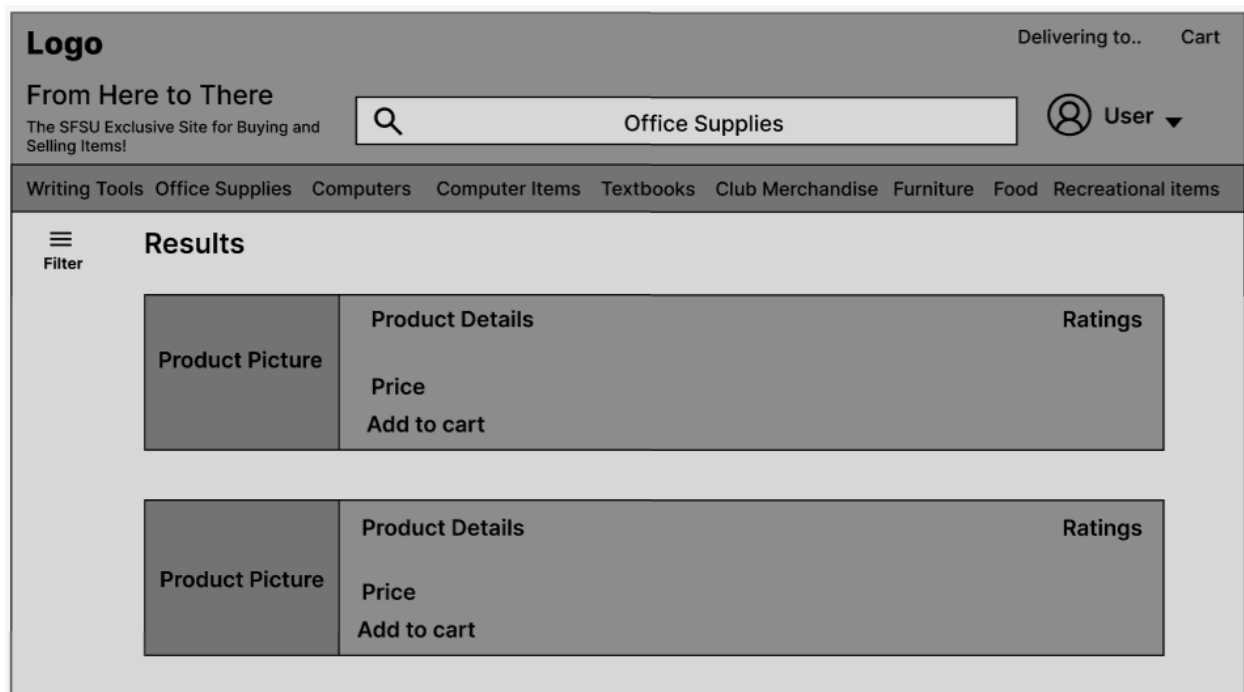 Logo
Delivering to.. Cart
From Here to There
The SFSU Exclusive Site for Buying and
Selling Items!
Office Supplies
User
Writing Tools Office Supplies Computers Computer Items Textbooks Club Merchandise Furniture Food Recreational items
Filter
Results
Product Picture
Product Details
Ratings
Price
Add to cart
Product Picture
Product Details
Ratings
Price
Add to cart